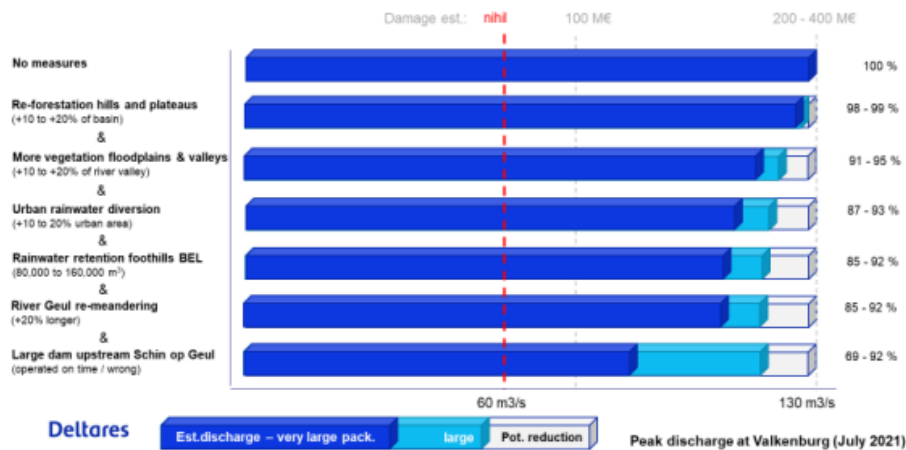 Damage est.: nihil 100 M€ 200 - 400 M€
No measures 100 %
Re-forestation hills and plateaus 98 - 99 %
(+10 to +20% of basin)
&
More vegetation floodplains & valleys 91 - 95 %
(+10 to +20% of river valley)
&
Urban rainwater diversion 87 - 93 %
(+10 to 20% urban area)
&
Rainwater retention foothills BEL 85 - 92 %
(80,000 to 160,000 m³)
&
River Geul re-meandering 85 - 92 %
(+20% longer)
&
Large dam upstream Schin op Geul 69 - 92 %
(operated on time / wrong)
60 m3/s 130 m3/s
Deltares
Est.discharge – very large pack. large Pot. reduction
Peak discharge at Valkenburg (July 2021)